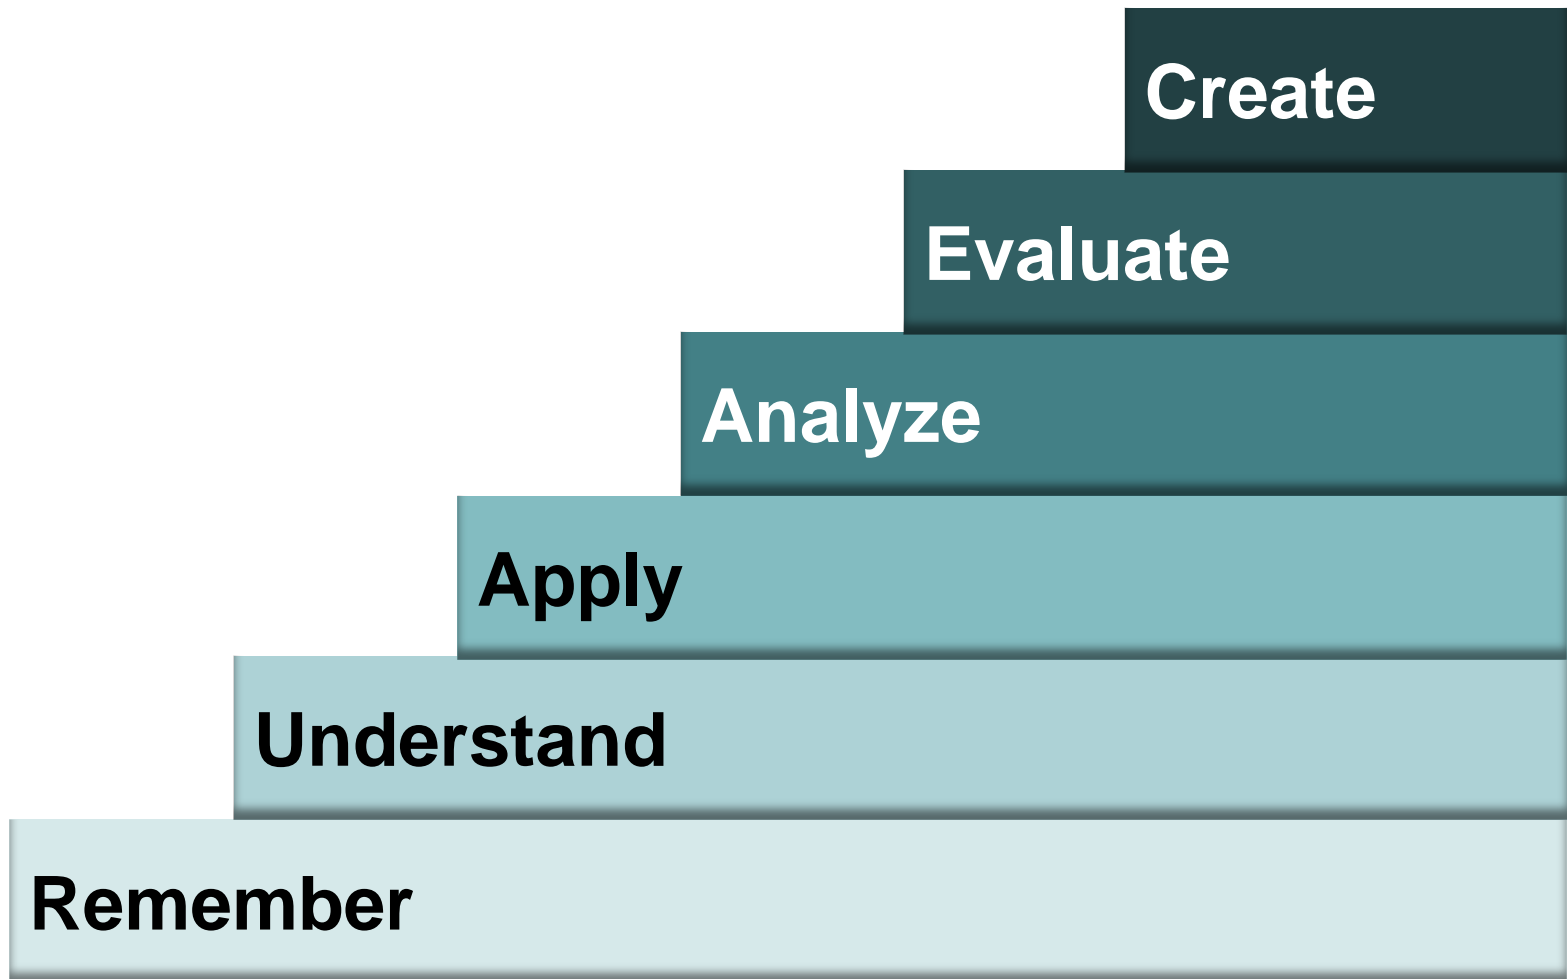 Create
Evaluate
Analyze
Apply
Understand
Remember